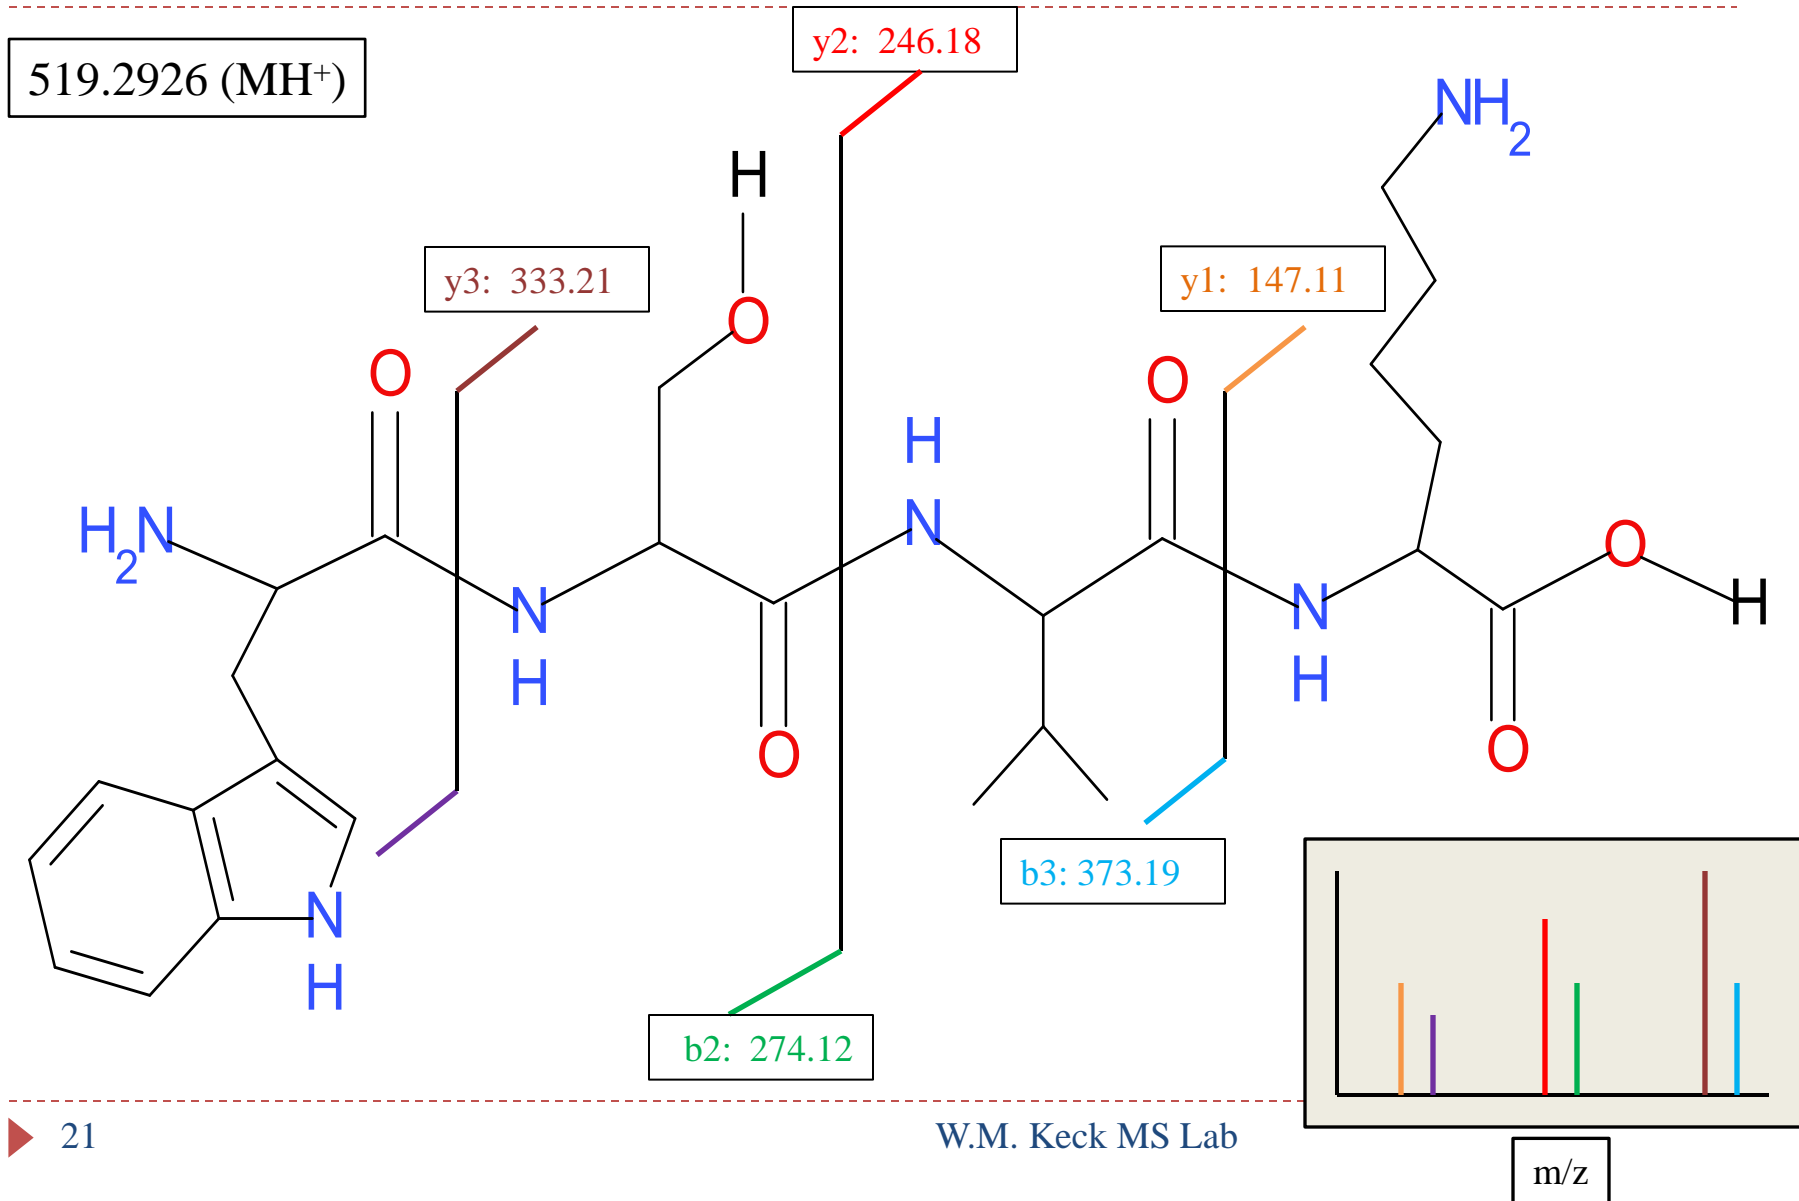 y2: 246.18
519.2926 (MH⁺)
NH2
H
y3: 333.21
y1: 147.11
O
O
O
H
H2N
N
O
N
H
N
H
H
O
O
b3: 373.19
N
H
b2: 274.12
21
W.M. Keck MS Lab
m/z